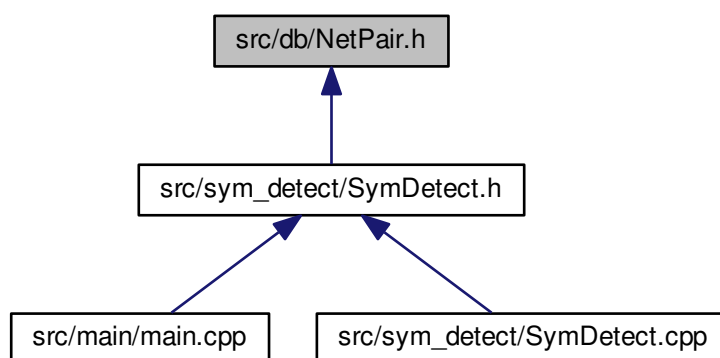 src/db/NetPair.h
src/sym_detect/SymDetect.h
src/main/main.cpp
src/sym_detect/SymDetect.cpp